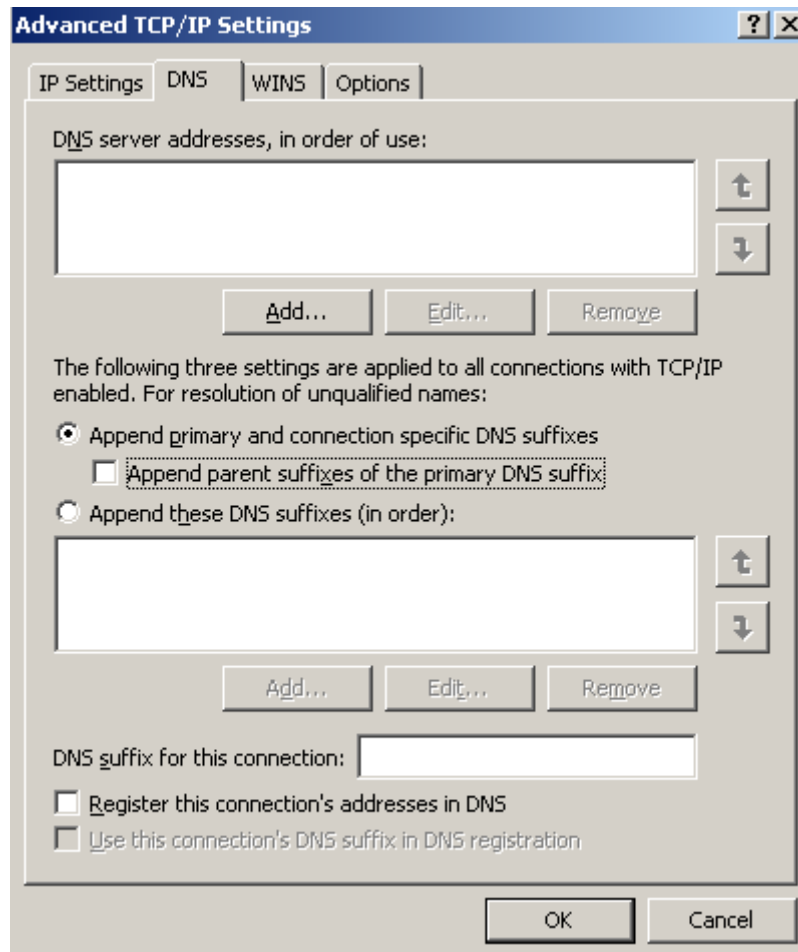 Advanced TCP/IP Settings
IP Settings DNS WINS Options
DNS server addresses, in order of use:
Add... Edit... Remove
The following three settings are applied to all connections with TCP/IP
enabled. For resolution of unqualified names:
Append primary and connection specific DNS suffixes
Append parent suffixes of the primary DNS suffix
Append these DNS suffixes (in order):
Add... Edit... Remove
DNS suffix for this connection:
Register this connection's addresses in DNS
Use this connection's DNS suffix in DNS registration
OK Cancel